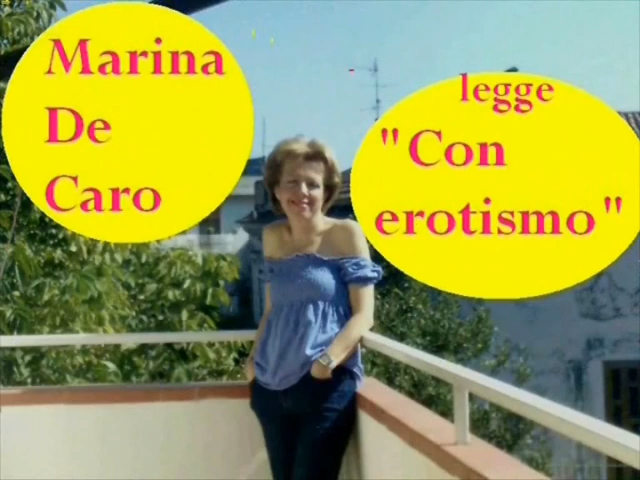 Marina
De
Caro
legge
"Con
erotismo"